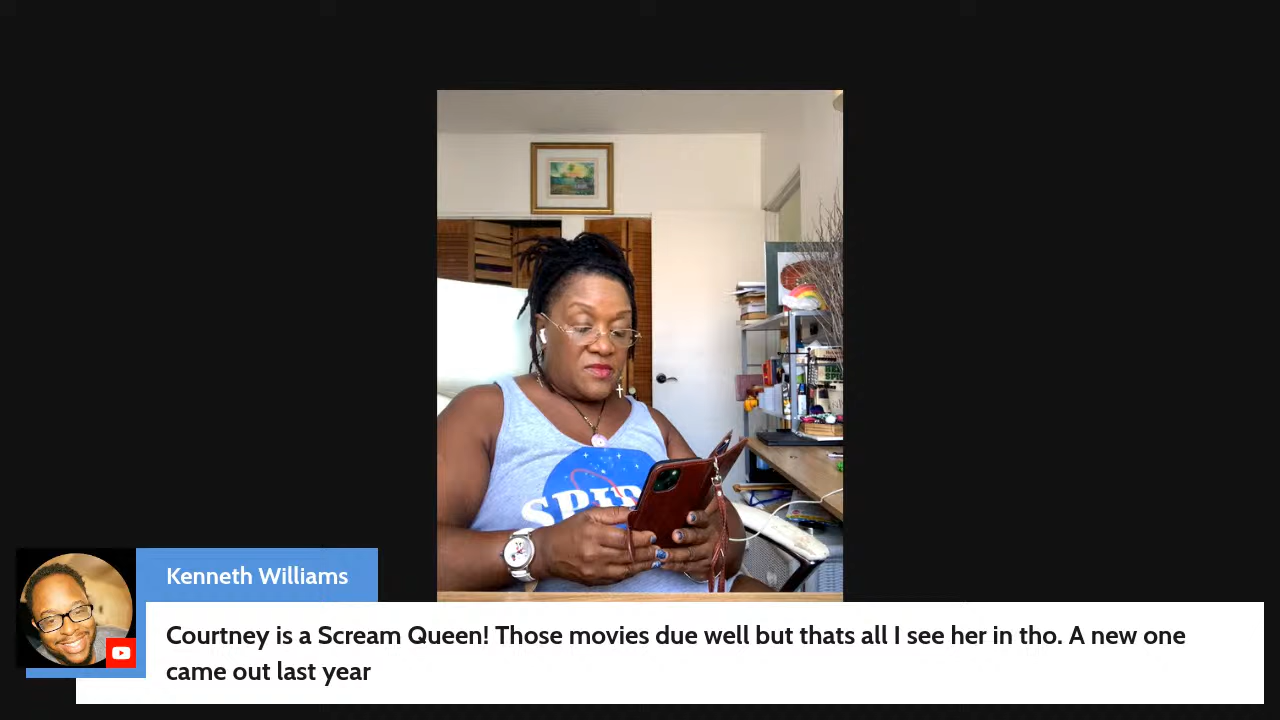 SPI
Kenneth Williams
Courtney is a Scream Queen! Those movies due well but thats all I see her in tho. A new one
came out last year